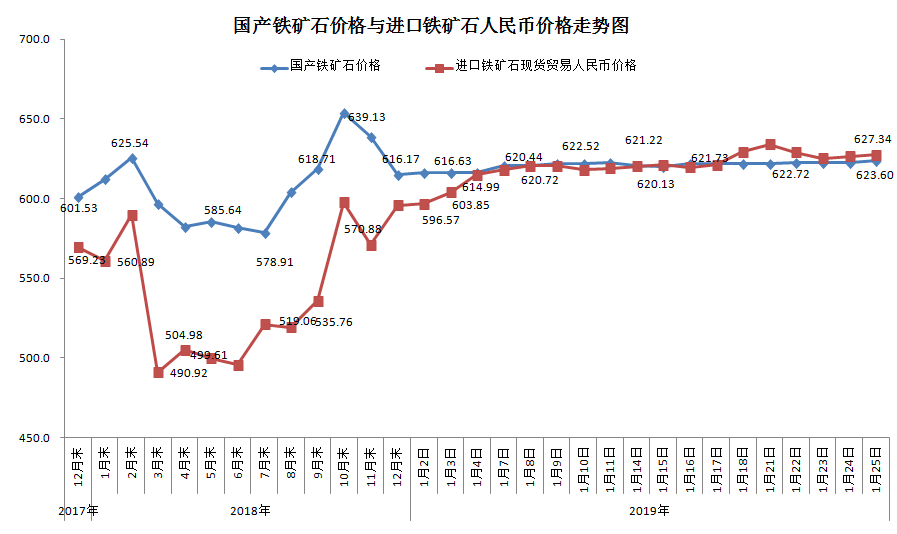 国产铁矿石价格与进口铁矿石人民币价格走势图
国产铁矿石价格 进口铁矿石现货贸易人民币价格
700.0
650.0
600.0
550.0
500.0
450.0
601.53
625.54
585.64
578.91
618.71
639.13
616.17
616.63
620.44
622.52
621.22
621.73
622.72
623.60
569.23
560.89
490.92
504.98
499.61
519.06
535.76
570.88
596.57
603.85
614.99
620.72
620.13
627.34
12月末
1月末
2月末
3月末
4月末
5月末
6月末
7月末
8月末
9月末
10月末
11月末
12月末
1月2日
1月3日
1月4日
1月7日
1月8日
1月9日
1月10日
1月11日
1月14日
1月15日
1月16日
1月17日
1月18日
1月21日
1月22日
1月23日
1月24日
1月25日
2017年 2018年 2019年